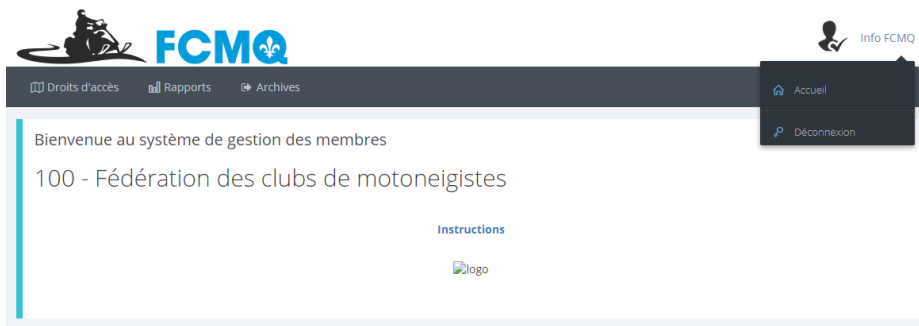 FCMQ
Info FCMQ
Droits d'accès
Rapports
Archives
Accueil
Déconnexion
Bienvenue au système de gestion des membres
100 - Fédération des clubs de motoneigistes
Instructions
logo